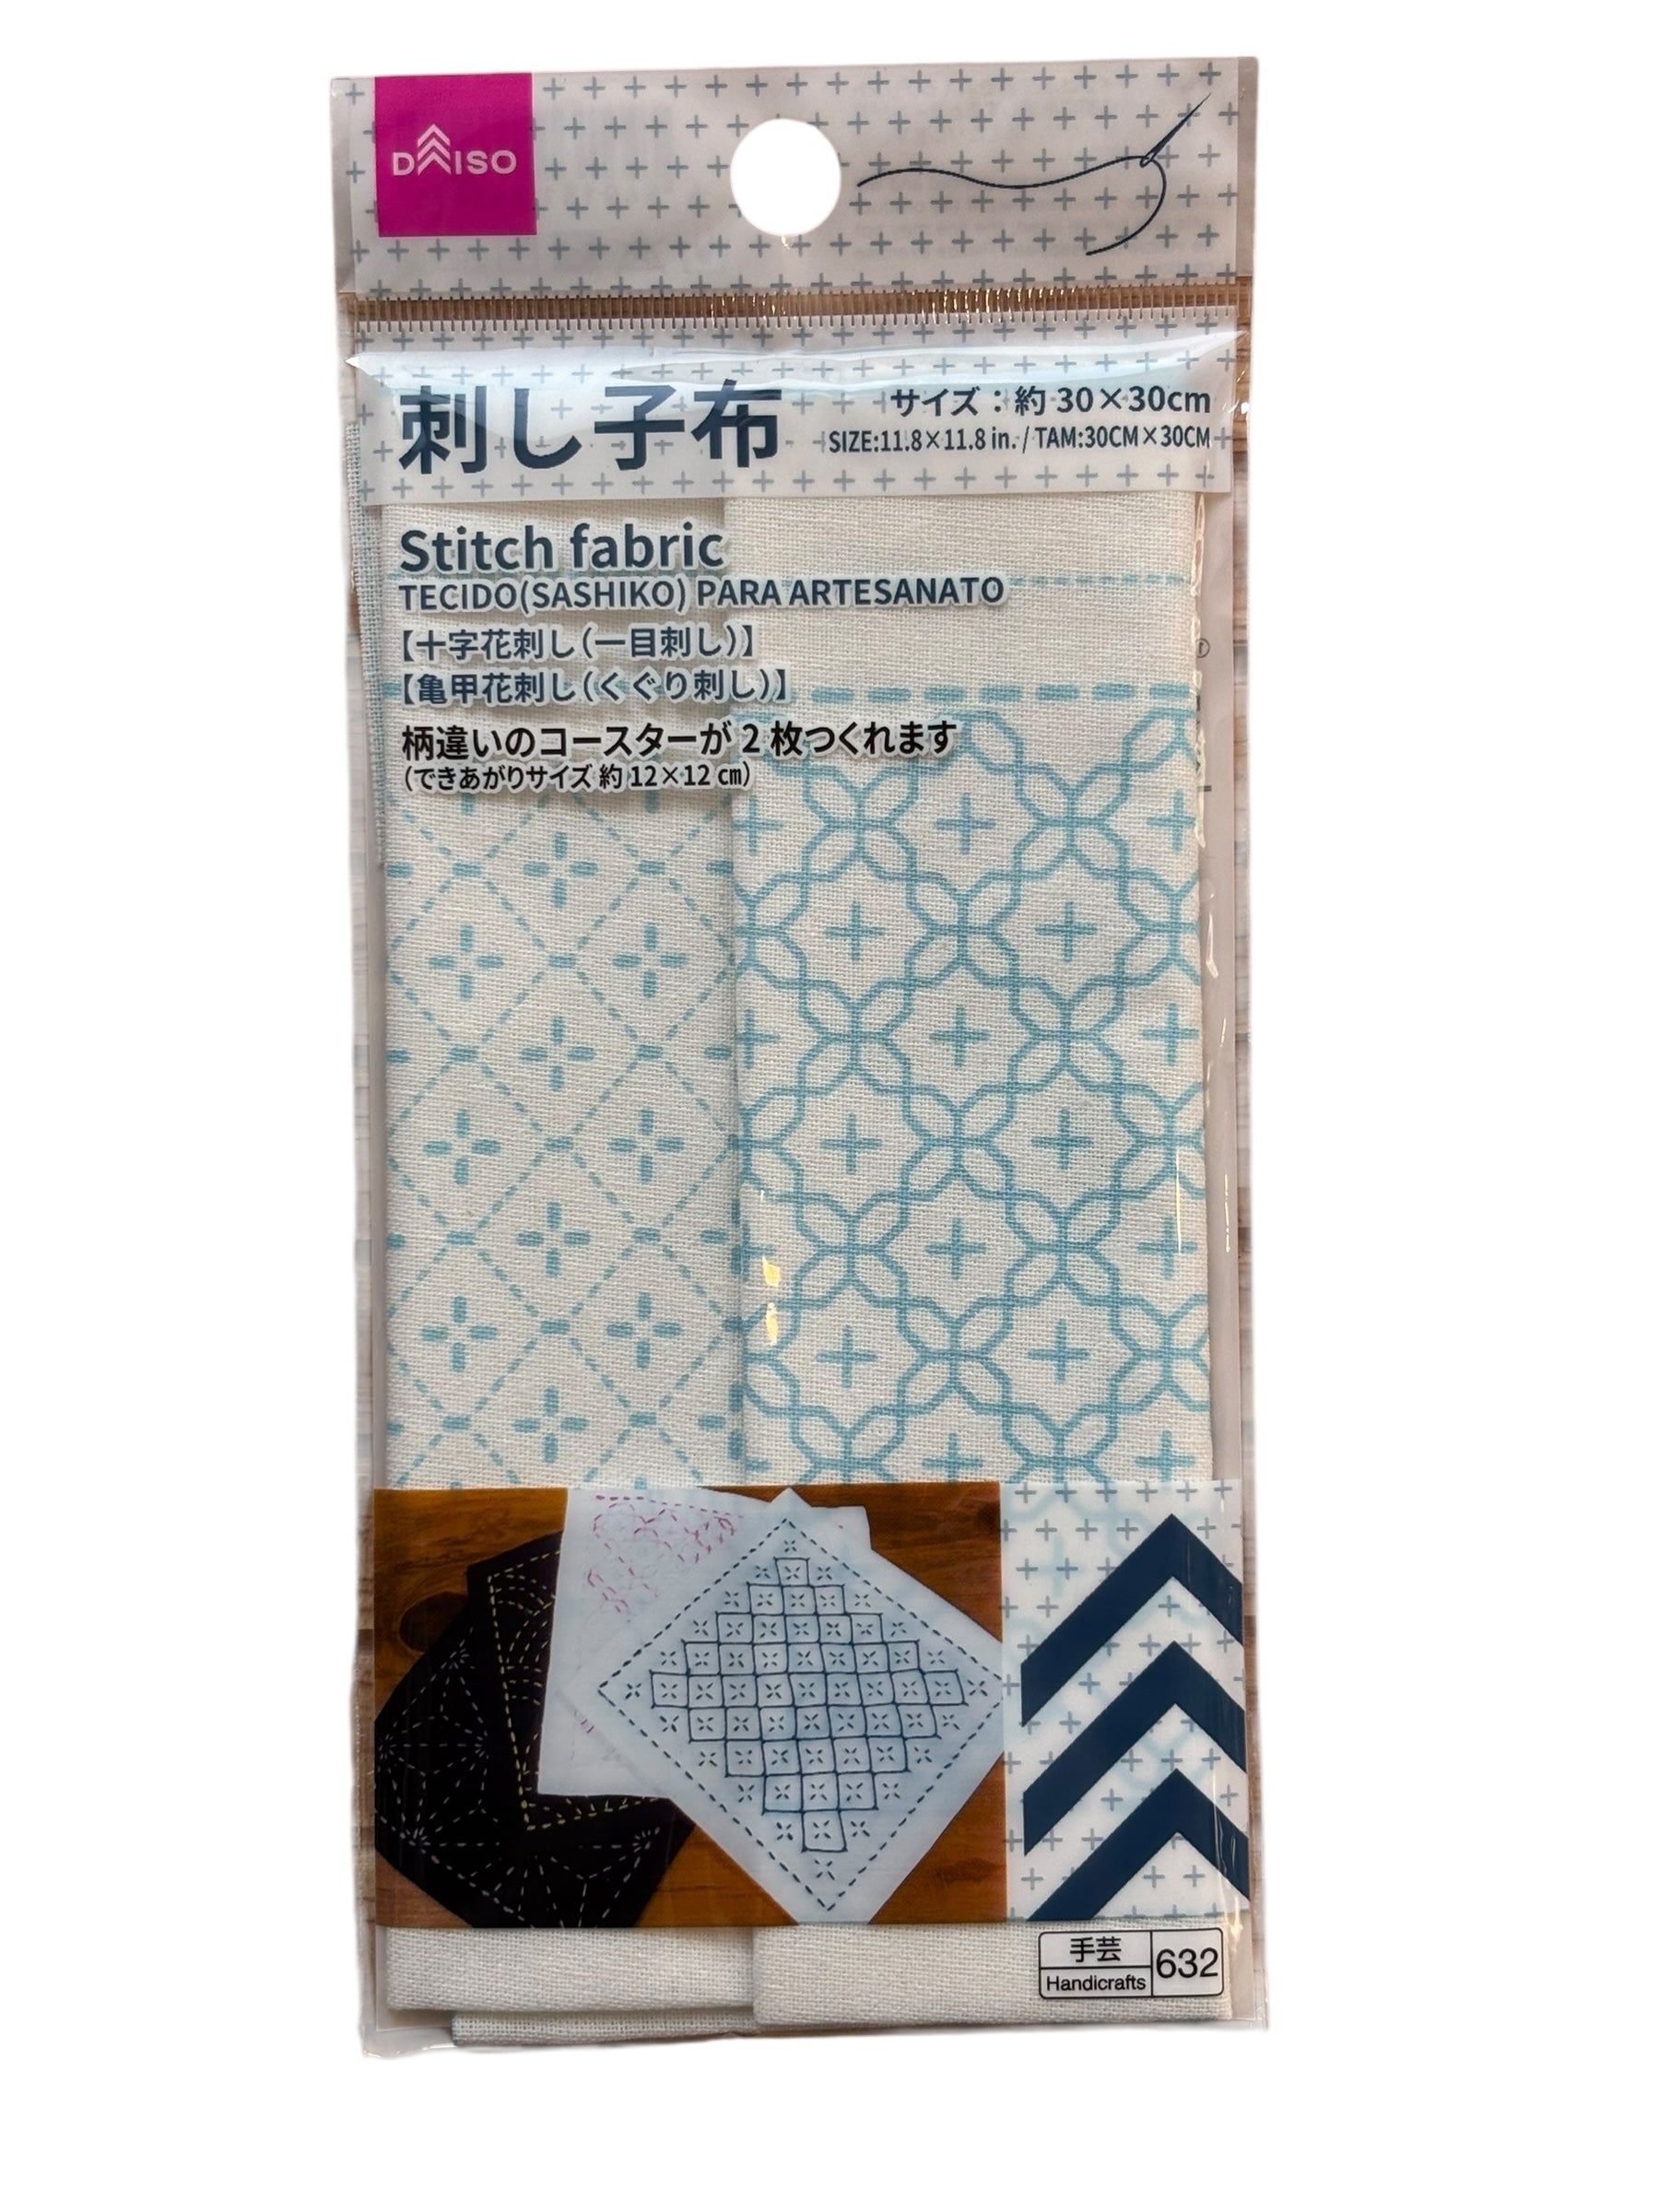 DAISO
刺し子布
サイズ：約 30×30cm
SIZE:11.8×11.8 in. / TAM:30CM×30CM
Stitch fabric
TECIDO(SASHIKO) PARA ARTESANATO
【十字花刺し（一目刺し）】
【亀甲花刺し（くぐり刺し）】
柄違いのコースターが 2 枚つくれます
（できあがりサイズ 約 12×12 ㎝）
手芸
Handicrafts
632